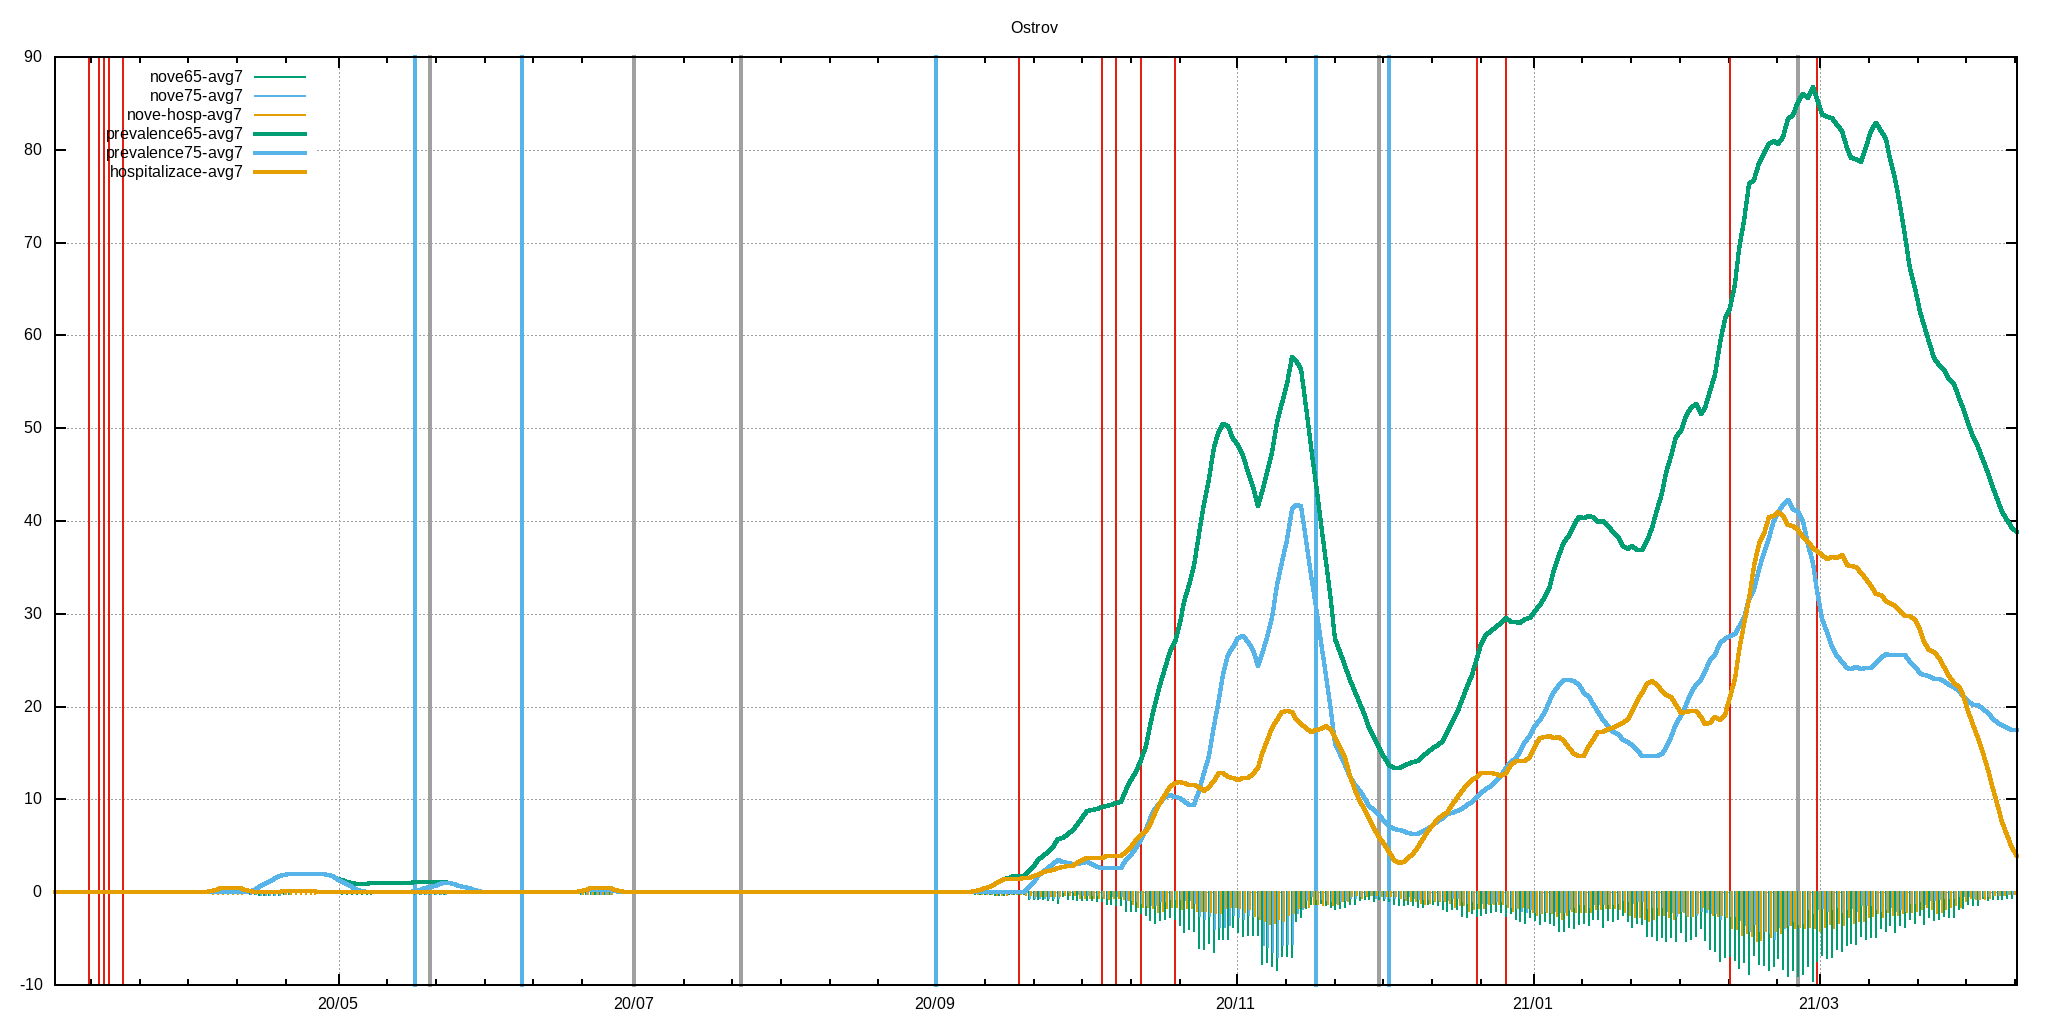 Ostrov
90
nove65-avg7
nove75-avg7
nove-hosp-avg7
prevalence65-avg7
prevalence75-avg7
hospitalizace-avg7
80
70
60
50
40
30
20
10
0
-10
20/05 20/07 20/09 20/11 21/01 21/03